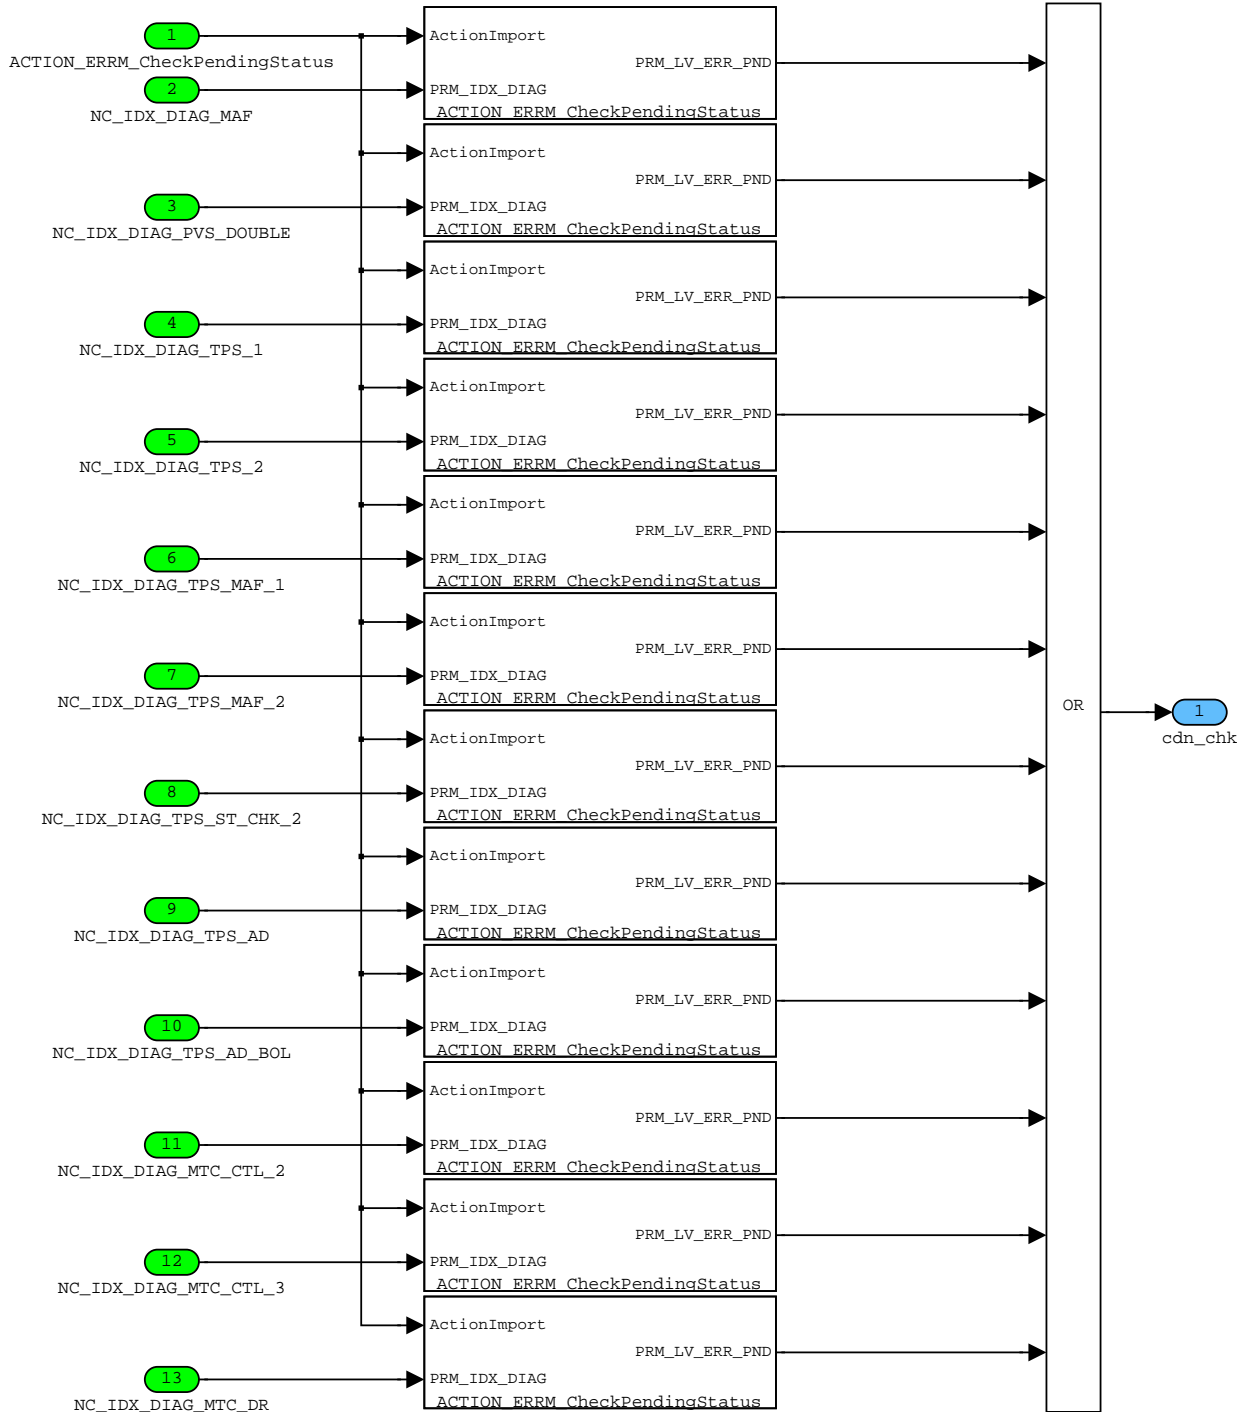 1
ActionImport
ACTION_ERRM_CheckPendingStatus
PRM_LV_ERR_PND
2
PRM_IDX_DIAG
NC_IDX_DIAG_MAF
ACTION_ERRM_CheckPendingStatus
ActionImport
PRM_LV_ERR_PND
3
PRM_IDX_DIAG
NC_IDX_DIAG_PVS_DOUBLE
ACTION_ERRM_CheckPendingStatus
ActionImport
PRM_LV_ERR_PND
4
PRM_IDX_DIAG
NC_IDX_DIAG_TPS_1
ACTION_ERRM_CheckPendingStatus
ActionImport
PRM_LV_ERR_PND
5
PRM_IDX_DIAG
NC_IDX_DIAG_TPS_2
ACTION_ERRM_CheckPendingStatus
ActionImport
PRM_LV_ERR_PND
6
PRM_IDX_DIAG
NC_IDX_DIAG_TPS_MAF_1
ACTION_ERRM_CheckPendingStatus
ActionImport
PRM_LV_ERR_PND
7
PRM_IDX_DIAG
NC_IDX_DIAG_TPS_MAF_2
ACTION_ERRM_CheckPendingStatus
OR
1
cdn_chk
ActionImport
PRM_LV_ERR_PND
8
PRM_IDX_DIAG
NC_IDX_DIAG_TPS_ST_CHK_2
ACTION_ERRM_CheckPendingStatus
ActionImport
PRM_LV_ERR_PND
9
PRM_IDX_DIAG
NC_IDX_DIAG_TPS_AD
ACTION_ERRM_CheckPendingStatus
ActionImport
PRM_LV_ERR_PND
10
PRM_IDX_DIAG
NC_IDX_DIAG_TPS_AD_BOL
ACTION_ERRM_CheckPendingStatus
ActionImport
PRM_LV_ERR_PND
11
PRM_IDX_DIAG
NC_IDX_DIAG_MTC_CTL_2
ACTION_ERRM_CheckPendingStatus
ActionImport
PRM_LV_ERR_PND
12
PRM_IDX_DIAG
NC_IDX_DIAG_MTC_CTL_3
ACTION_ERRM_CheckPendingStatus
ActionImport
PRM_LV_ERR_PND
13
PRM_IDX_DIAG
NC_IDX_DIAG_MTC_DR
ACTION_ERRM_CheckPendingStatus